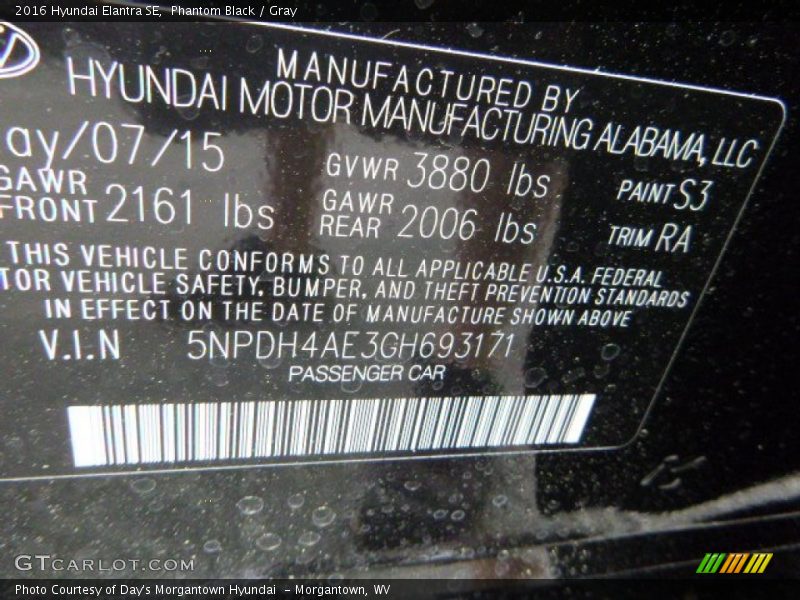 2016 Hyundai Elantra SE,  Phantom Black / Gray
MANUFACTURED BY
HYUNDAI MOTOR MANUFACTURING ALABAMA, LLC
ay/07/15 GVWR 3880 lbs PAINT S3
GAWR FRONT 2161 lbs GAWR REAR 2006 lbs TRIM RA
THIS VEHICLE CONFORMS TO ALL APPLICABLE U.S.A. FEDERAL
TOR VEHICLE SAFETY, BUMPER, AND THEFT PREVENTION STANDARDS
IN EFFECT ON THE DATE OF MANUFACTURE SHOWN ABOVE
V.I.N 5NPDH4AE3GH693171
PASSENGER CAR
GTCARLOT.COM
Photo Courtesy of Day's Morgantown Hyundai  - Morgantown, WV